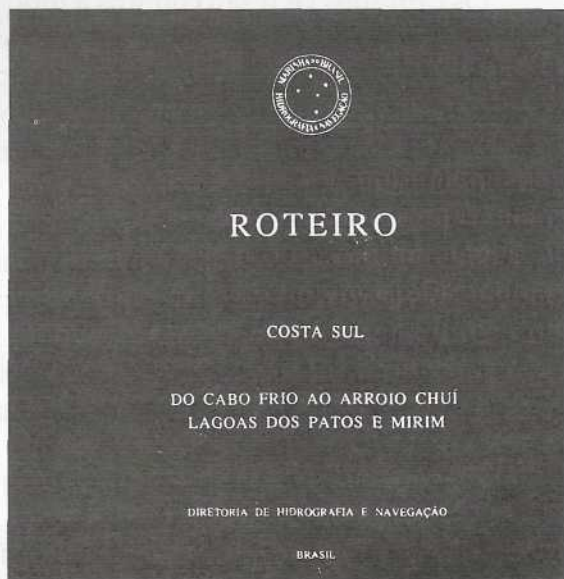 MARINHA DO BRASIL
HIDROGRAFIA E NAVEGAÇÃO
ROTEIRO
COSTA SUL
DO CABO FRIO AO ARROIO CHUÍ
LAGOAS DOS PATOS E MIRIM
DIRETORIA DE HIDROGRAFIA E NAVEGAÇÃO
BRASIL